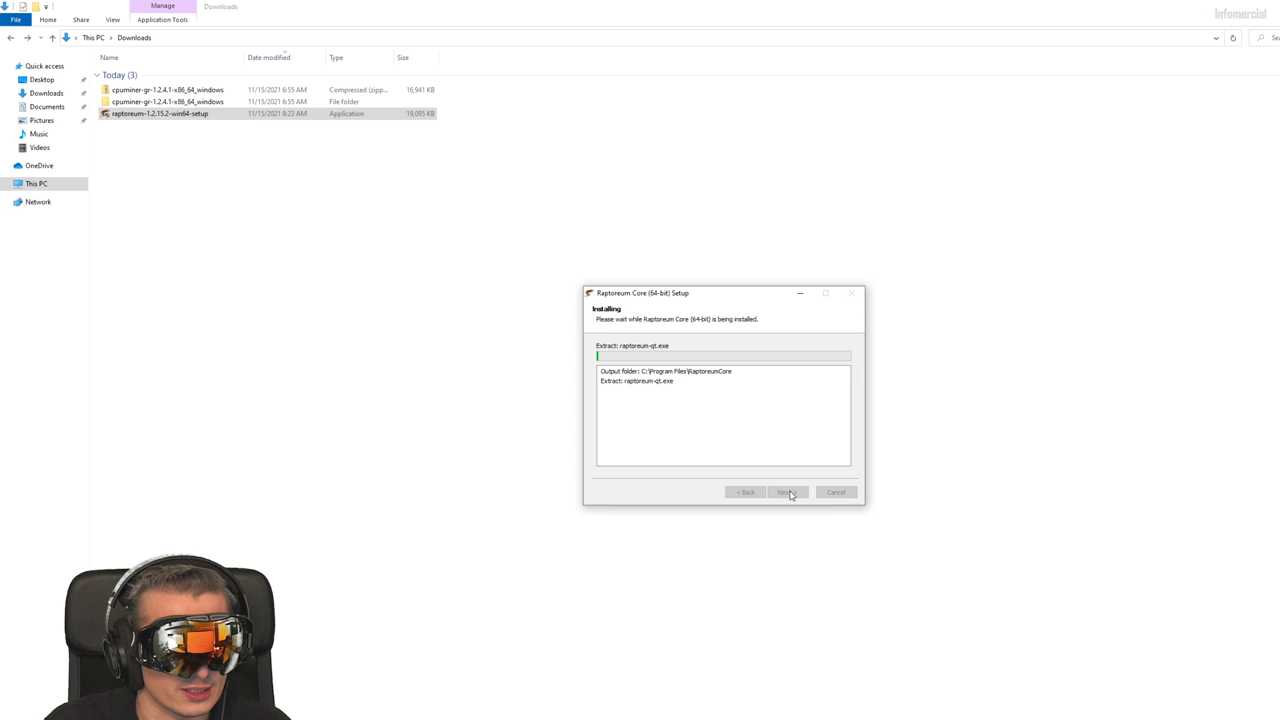 Manage
Downloads
Infomercial
File
Home
Share
View
Application Tools
This PC
Downloads
Name
Date modified
Type
Size
Quick access
Desktop
Downloads
Documents
Pictures
Music
Videos
OneDrive
This PC
Network
Today (3)
cpuminer-gr-1.2.4.1-x86_64_windows 11/15/2021 6:55 AM Compressed (zipp... 16,941 KB
cpuminer-gr-1.2.4.1-x86_64_windows 11/15/2021 6:55 AM File folder
raptoreum-1.2.15.2-win64-setup 11/15/2021 8:23 AM Application 19,095 KB
Raptoreum Core (64-bit) Setup
Installing
Please wait while Raptoreum Core (64-bit) is being installed.
Extract: raptoreum-qt.exe
Output folder: C:\Program Files\RaptoreumCore
Extract: raptoreum-qt.exe
< Back
Cancel